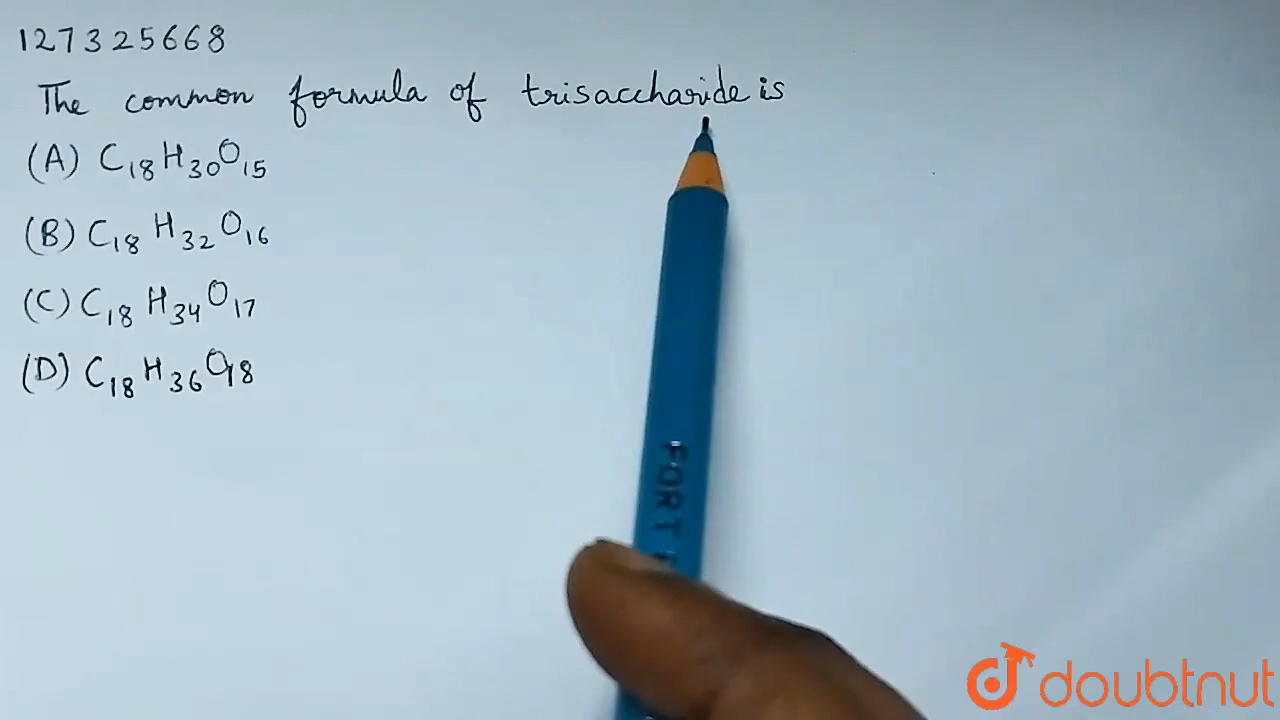 127325668
The common formula of trisaccharide is
(A) C18H30O15
(B) C18H32O16
(C) C18H34O17
(D) C18H36O18
FORT
doubtnut